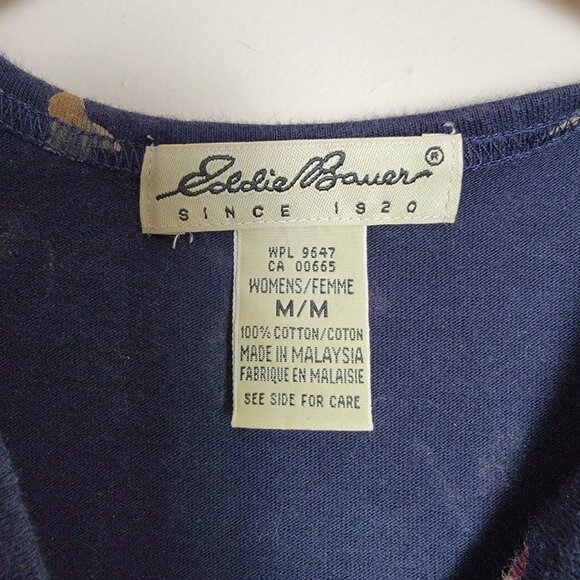 Eddie Bauer®
SINCE 1920
WPL 9647
CA 00665
WOMENS/FEMME
M/M
100% COTTON/COTON
MADE IN MALAYSIA
FABRIQUE EN MALAISIE
SEE SIDE FOR CARE